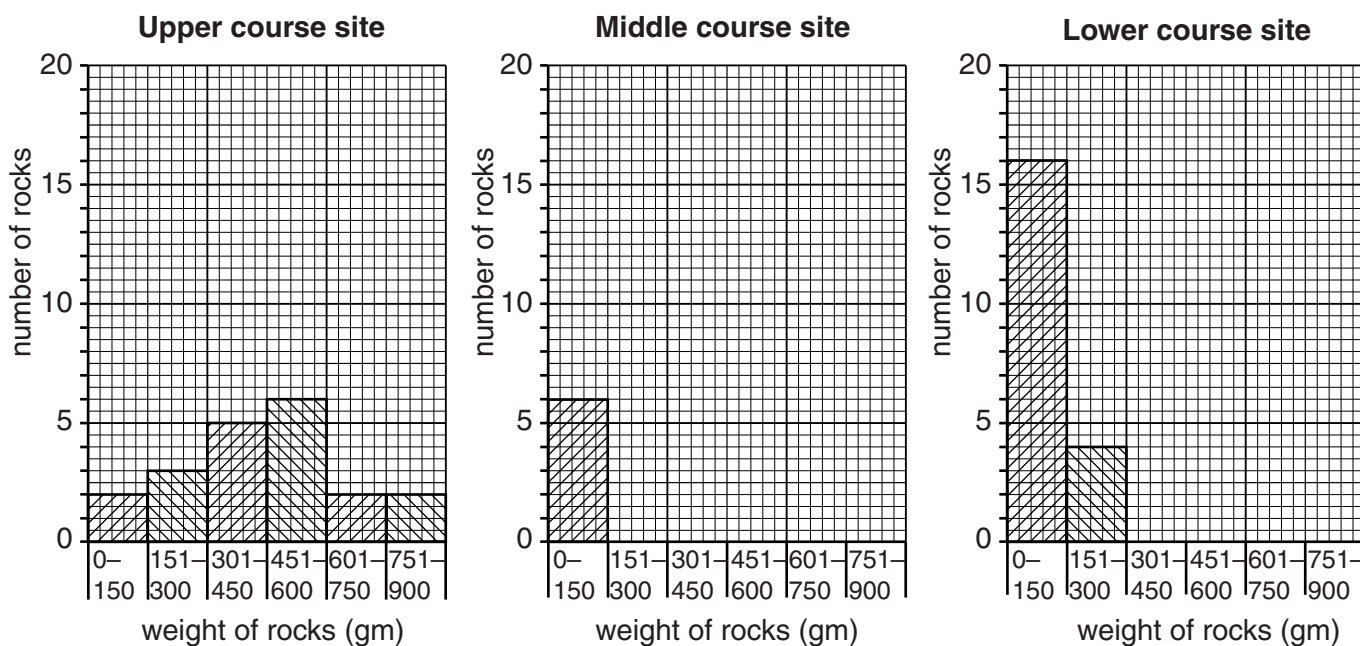 Upper course site
20
15
10
5
0
number of rocks
0– 151– 301– 451– 601– 751–
150 300 450 600 750 900
weight of rocks (gm)
Middle course site
20
15
10
5
0
number of rocks
0– 151– 301– 451– 601– 751–
150 300 450 600 750 900
weight of rocks (gm)
Lower course site
20
15
10
5
0
number of rocks
0– 151– 301– 451– 601– 751–
150 300 450 600 750 900
weight of rocks (gm)